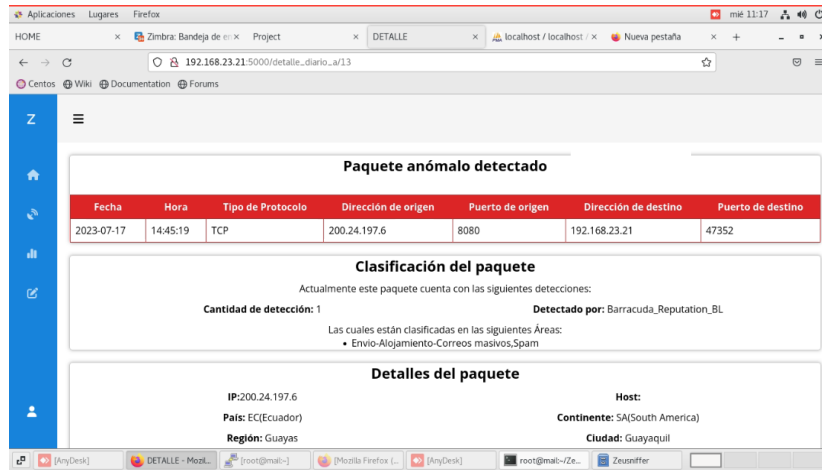 Aplicaciones Lugares Firefox mié 11:17
HOME Zimbra: Bandeja de en Project DETALLE localhost / localhost / Nueva pestaña
192.168.23.21:5000/detalle_diario_a/13
Centos Wiki Documentation Forums
Z
Paquete anómalo detectado
Fecha Hora Tipo de Protocolo Dirección de origen Puerto de origen Dirección de destino Puerto de destino
2023-07-17 14:45:19 TCP 200.24.197.6 8080 192.168.23.21 47352
Clasificación del paquete
Actualmente este paquete cuenta con las siguientes detecciones:
Cantidad de detección: 1 Detectado por: Barracuda_Reputation_BL
Las cuales están clasificadas en las siguientes Áreas:
• Envio-Alojamiento-Correos masivos,Spam
Detalles del paquete
IP:200.24.197.6 Host:
País: EC(Ecuador) Continente: SA(South America)
Región: Guayas Ciudad: Guayaquil
[AnyDesk] DETALLE - Mozil... [root@mail:~] [Mozilla Firefox (... [AnyDesk] root@mail:~/Ze... Zeusniffer